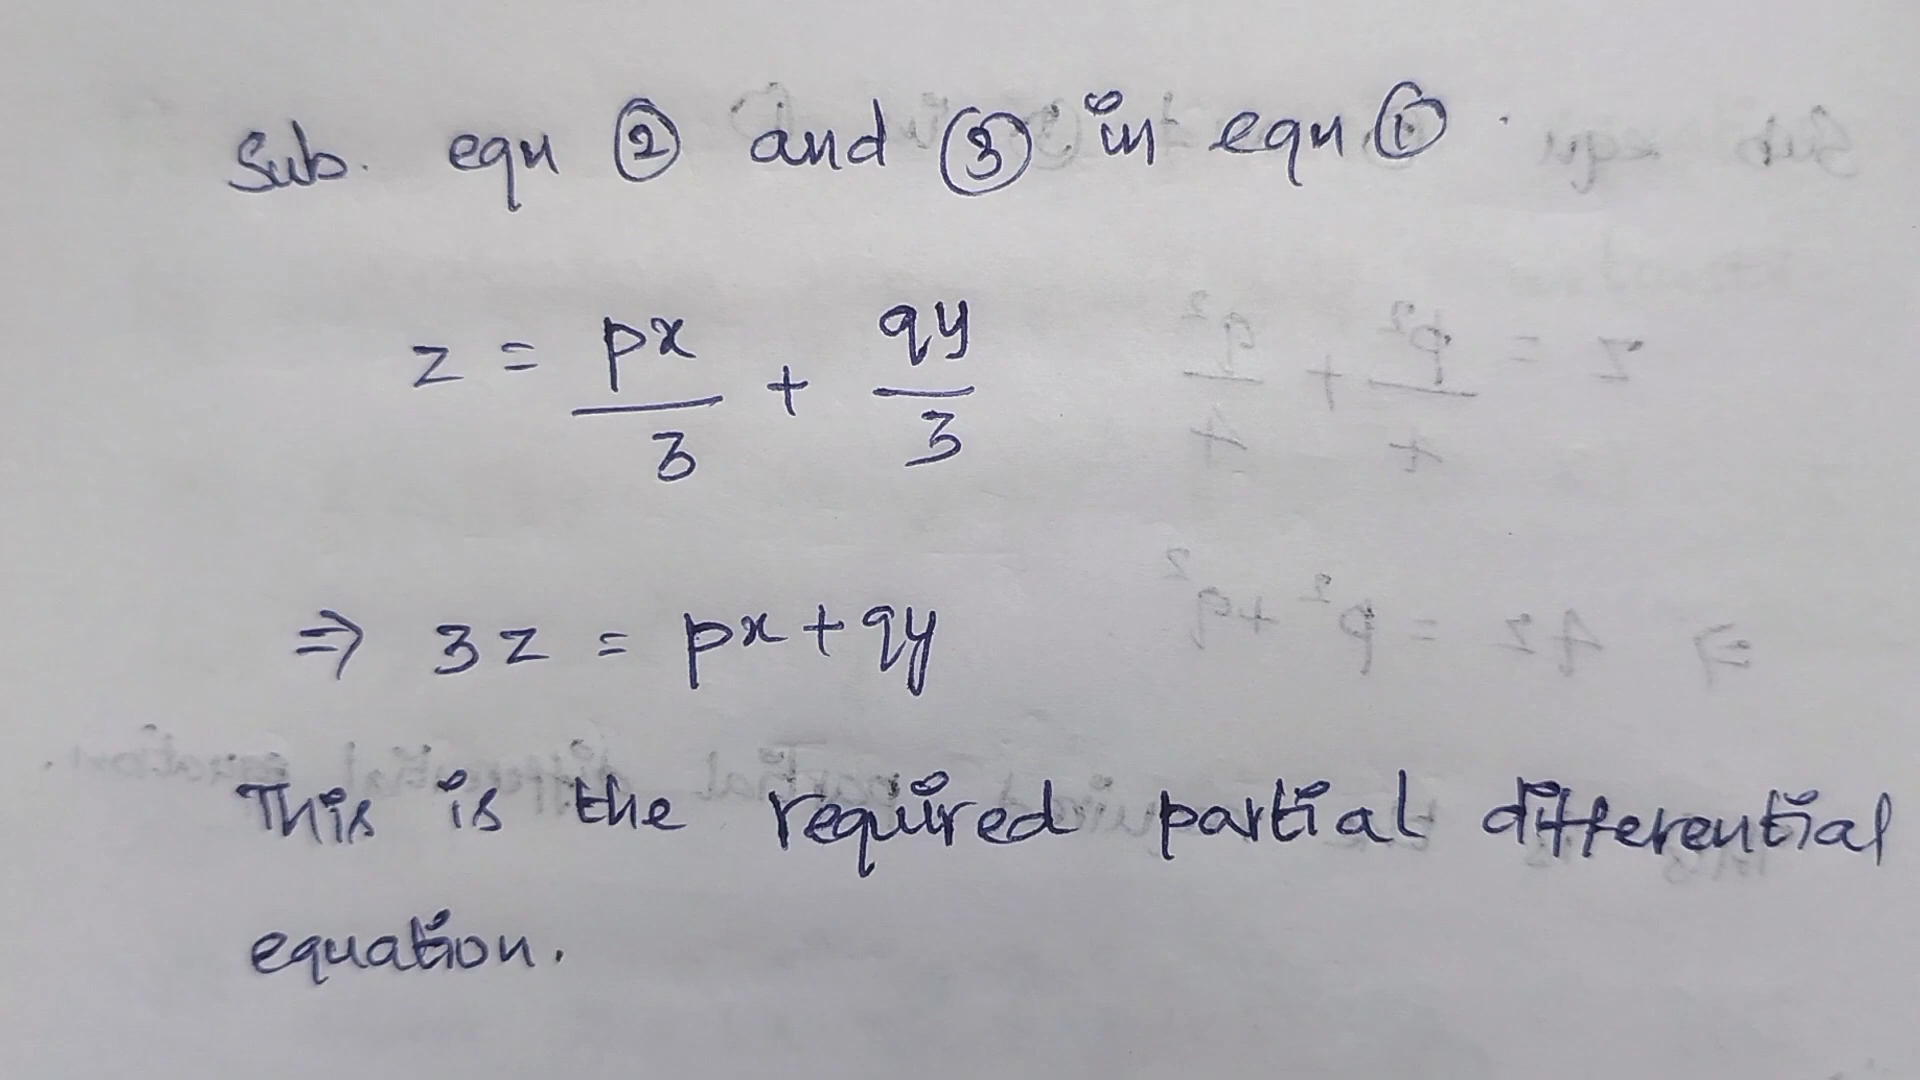 Sub. equ ② and ③ in equ ①.
z = px/3 + qy/3
⇒ 3z = px + qy
This is the required partial differential
equation.